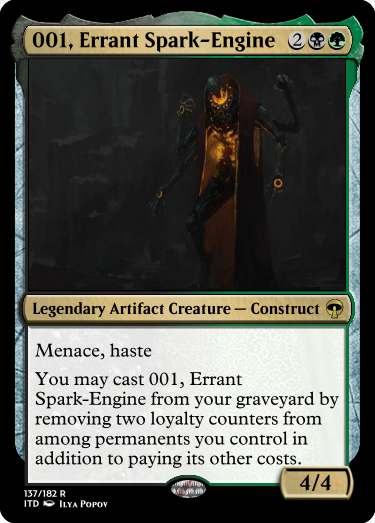 001, Errant Spark-Engine 2
Legendary Artifact Creature — Construct
Menace, haste
You may cast 001, Errant
Spark-Engine from your graveyard by
removing two loyalty counters from
among permanents you control in
addition to paying its other costs.
4/4
137/182 R
ITD Ilya Popov